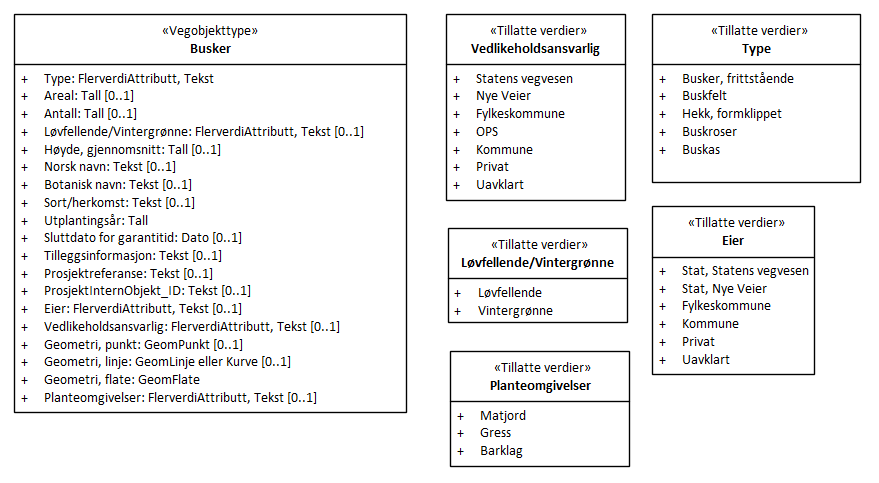 «Vegobjekttype»
Busker
+ Type: FlerverdiAttributt, Tekst
+ Areal: Tall [0..1]
+ Antall: Tall [0..1]
+ Løvfellende/Vintergrønne: FlerverdiAttributt, Tekst [0..1]
+ Høyde, gjennomsnitt: Tall [0..1]
+ Norsk navn: Tekst [0..1]
+ Botanisk navn: Tekst [0..1]
+ Sort/herkomst: Tekst [0..1]
+ Utplantingsår: Tall
+ Sluttdato for garantitid: Dato [0..1]
+ Tilleggsinformasjon: Tekst [0..1]
+ Prosjektreferanse: Tekst [0..1]
+ ProsjektInternObjekt_ID: Tekst [0..1]
+ Eier: FlerverdiAttributt, Tekst [0..1]
+ Vedlikeholdsansvarlig: FlerverdiAttributt, Tekst [0..1]
+ Geometri, punkt: GeomPunkt [0..1]
+ Geometri, linje: GeomLinje eller Kurve [0..1]
+ Geometri, flate: GeomFlate
+ Planteomgivelser: FlerverdiAttributt, Tekst [0..1]
«Tillatte verdier»
Vedlikeholdsansvarlig
+ Statens vegvesen
+ Nye Veier
+ Fylkeskommune
+ OPS
+ Kommune
+ Privat
+ Uavklart
«Tillatte verdier»
Type
+ Busker, frittstående
+ Buskfelt
+ Hekk, formklippet
+ Buskroser
+ Buskas
«Tillatte verdier»
Løvfellende/Vintergrønne
+ Løvfellende
+ Vintergrønne
«Tillatte verdier»
Eier
+ Stat, Statens vegvesen
+ Stat, Nye Veier
+ Fylkeskommune
+ Kommune
+ Privat
+ Uavklart
«Tillatte verdier»
Planteomgivelser
+ Matjord
+ Gress
+ Barklag